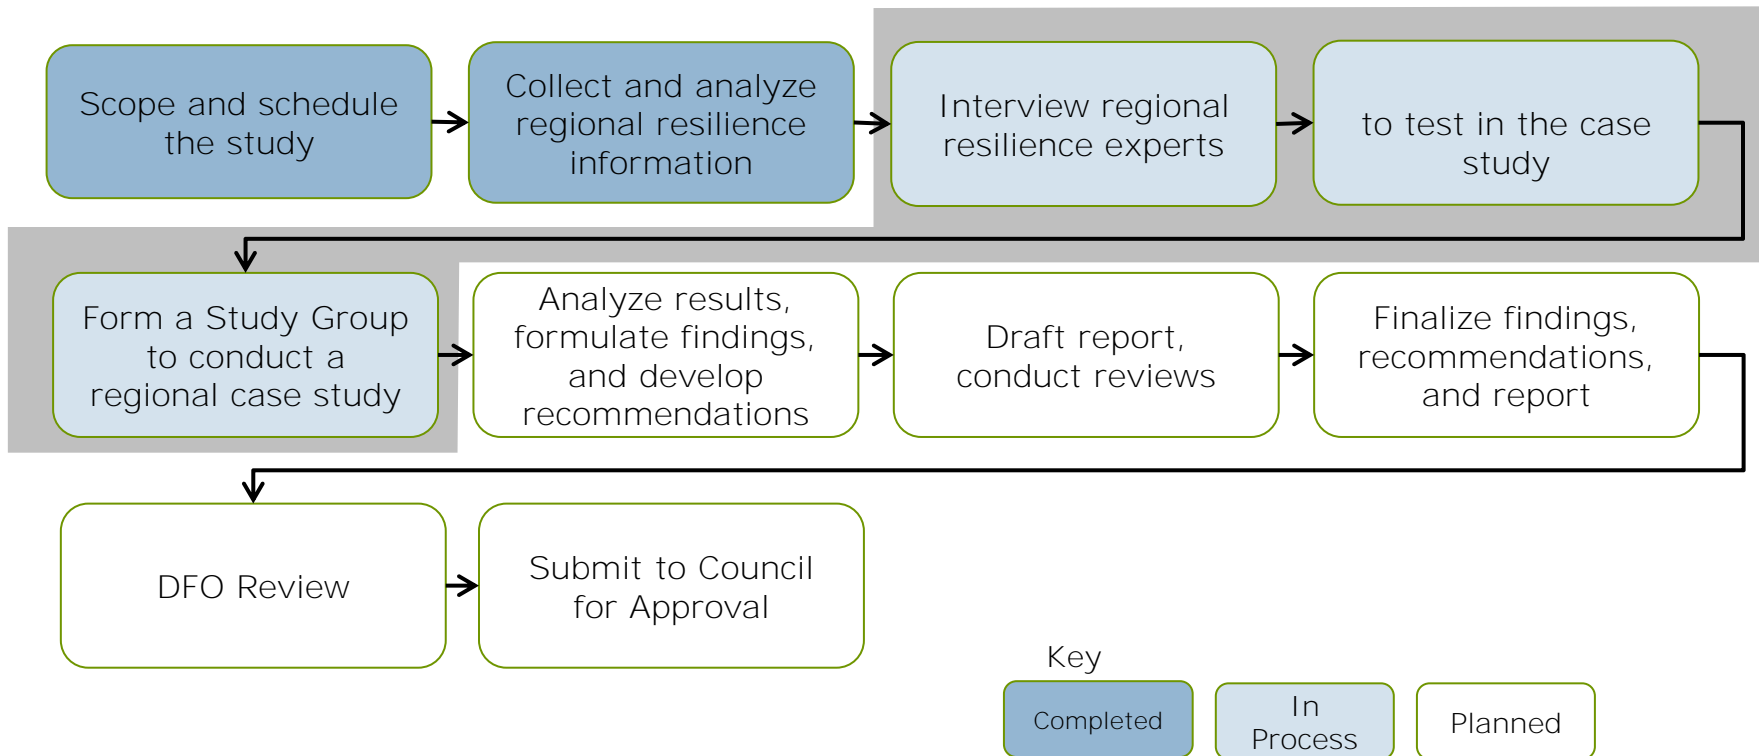 Scope and schedule
the study
Collect and analyze
regional resilience
information
Interview regional
resilience experts
to test in the case
study
Form a Study Group
to conduct a
regional case study
Analyze results,
formulate findings,
and develop
recommendations
Draft report,
conduct reviews
Finalize findings,
recommendations,
and report
DFO Review
Submit to Council
for Approval
Key
Completed
In
Process
Planned